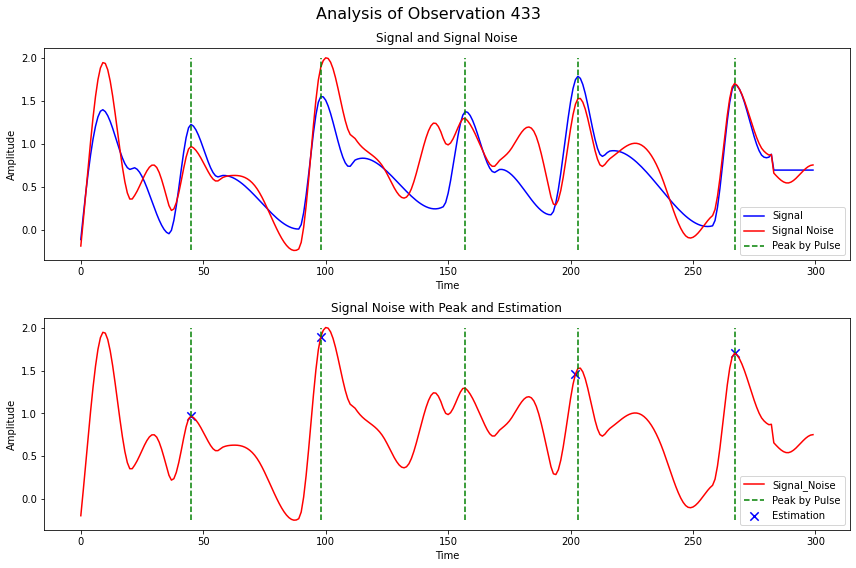 Analysis of Observation 433
Signal and Signal Noise
Amplitude
2.0
1.5
1.0
0.5
0.0
0 50 100 150 200 250 300
Time
Signal
Signal Noise
Peak by Pulse
Signal Noise with Peak and Estimation
Amplitude
2.0
1.5
1.0
0.5
0.0
0 50 100 150 200 250 300
Time
Signal_Noise
Peak by Pulse
Estimation